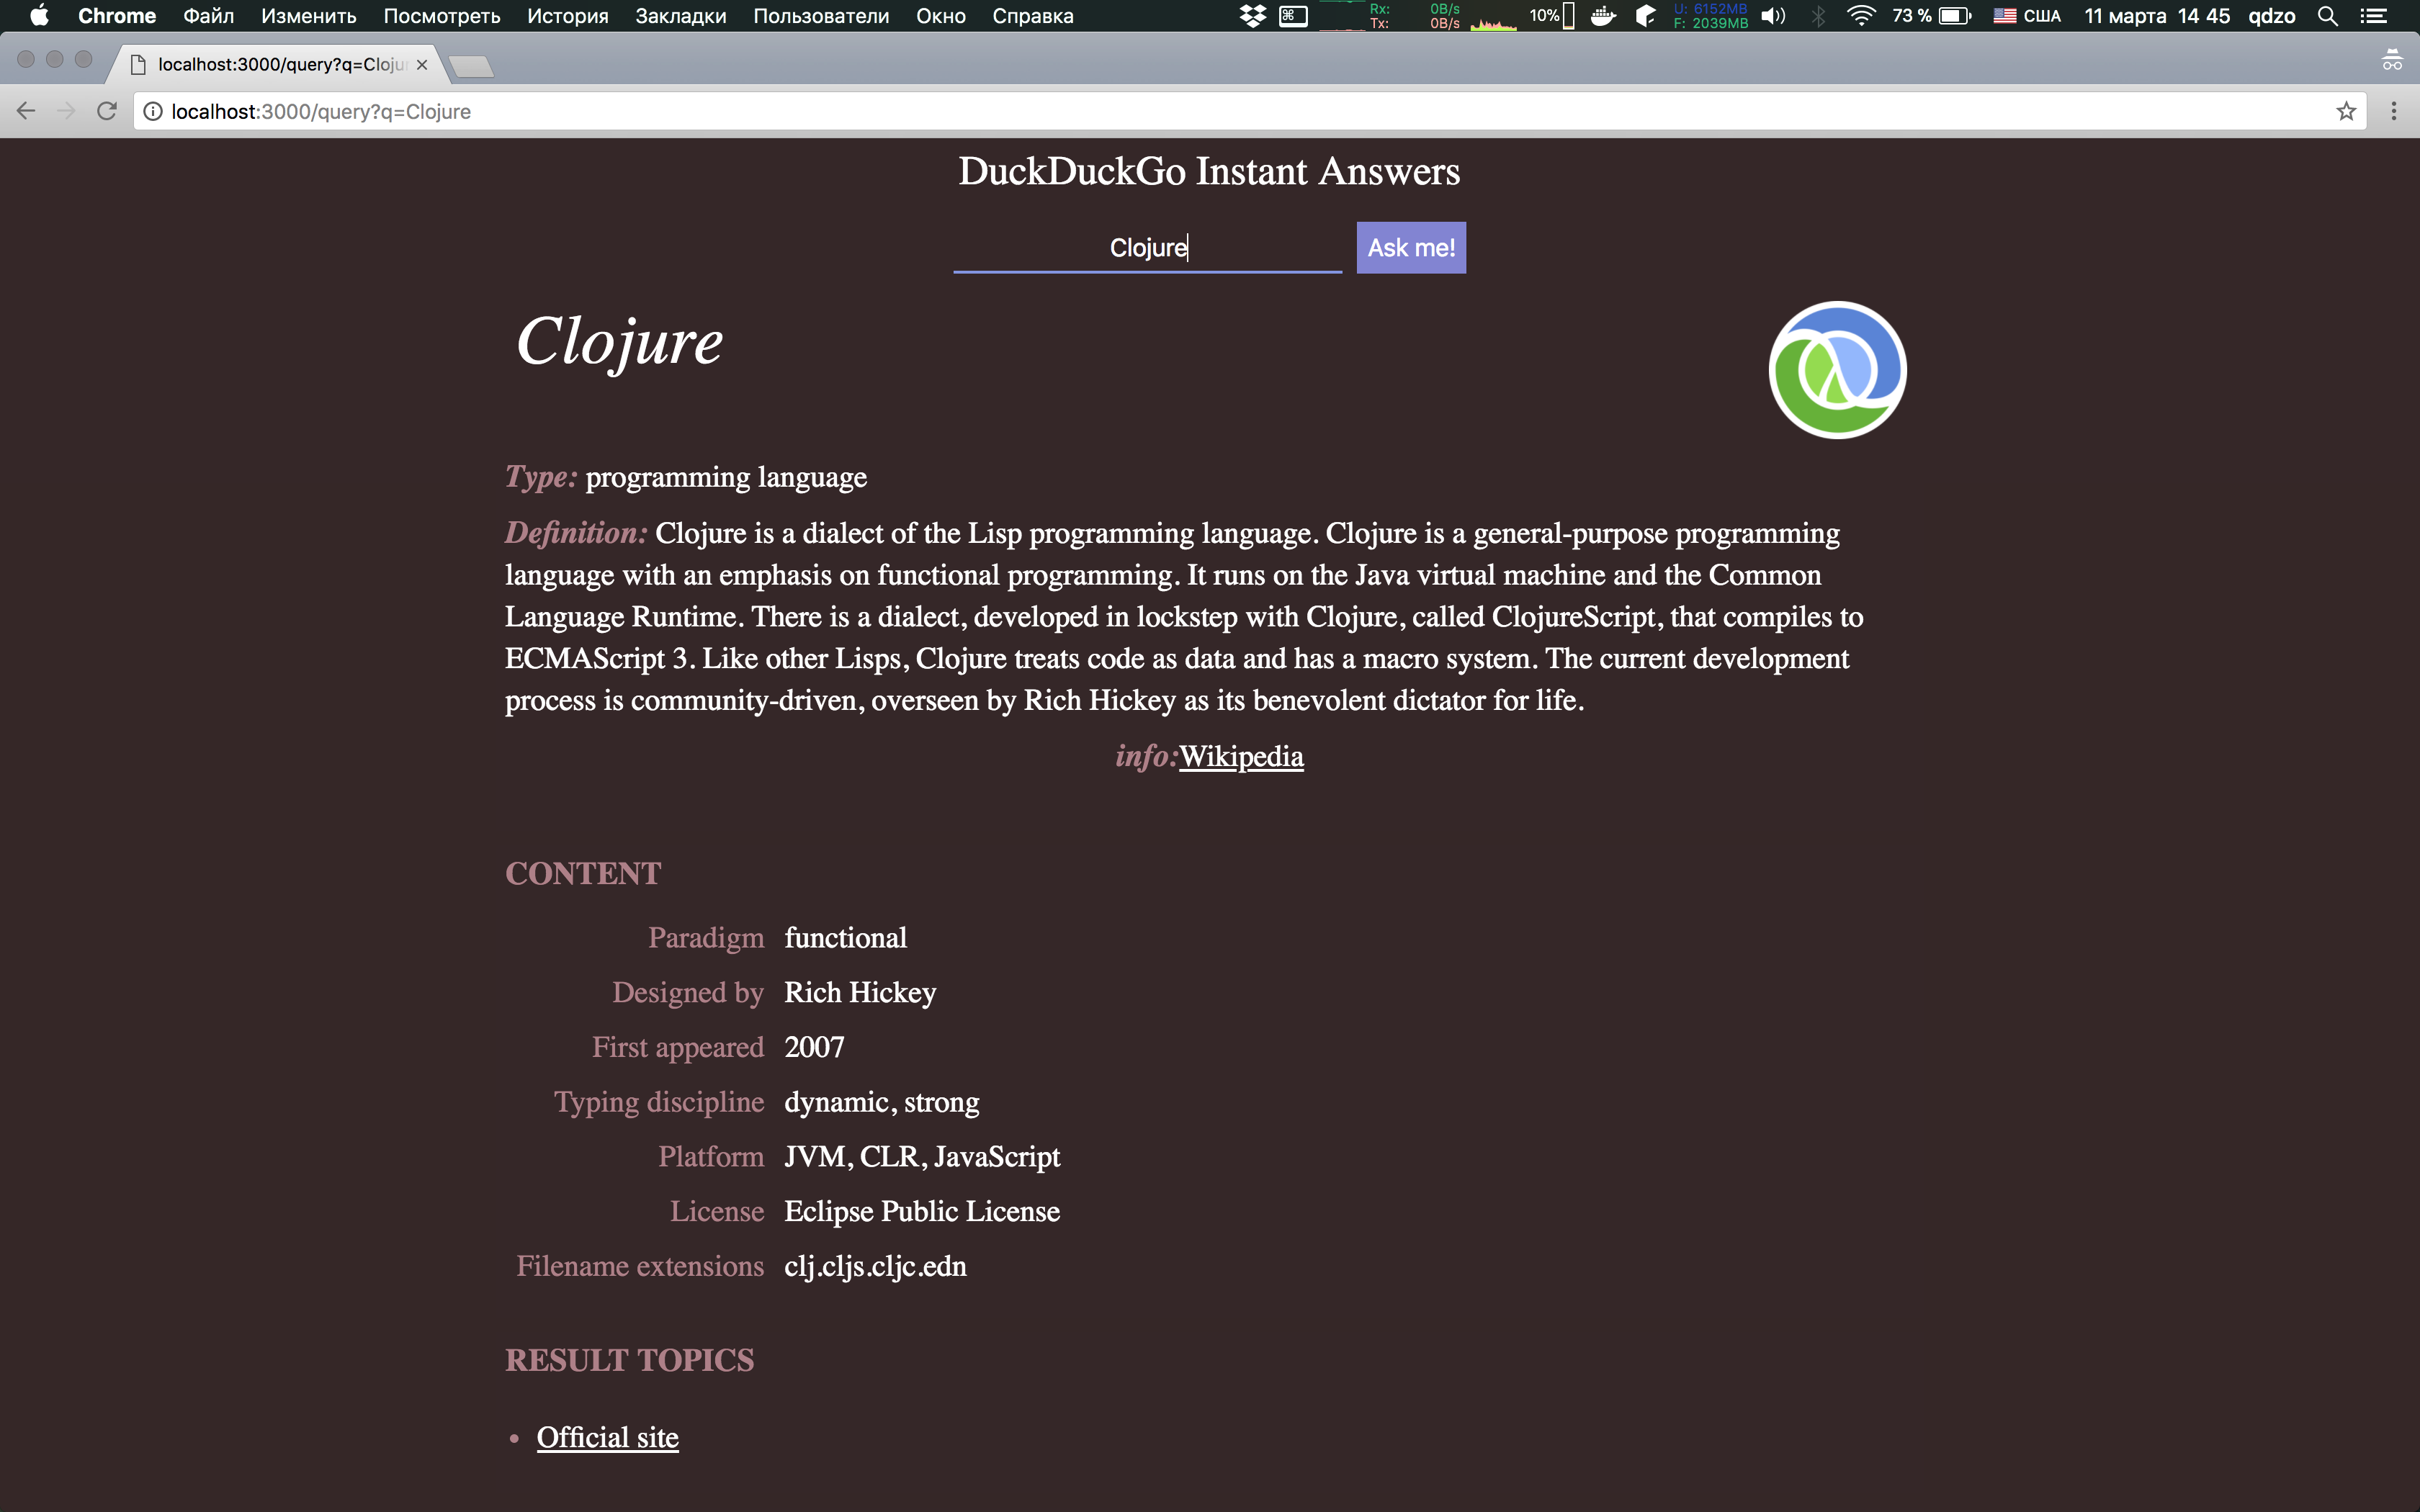 Chrome Файл Изменить Посмотреть История Закладки Пользователи Окно Справка Rx: 0B/s Tx: 0B/s 10% U: 6152MB F: 2039MB 73 % США 11 марта 14 45 qdzo
localhost:3000/query?q=Cloju
localhost:3000/query?q=Clojure
DuckDuckGo Instant Answers
Clojure Ask me!
Clojure
Type: programming language
Definition: Clojure is a dialect of the Lisp programming language. Clojure is a general-purpose programming
language with an emphasis on functional programming. It runs on the Java virtual machine and the Common
Language Runtime. There is a dialect, developed in lockstep with Clojure, called ClojureScript, that compiles to
ECMAScript 3. Like other Lisps, Clojure treats code as data and has a macro system. The current development
process is community-driven, overseen by Rich Hickey as its benevolent dictator for life.
info:Wikipedia
CONTENT
Paradigm functional
Designed by Rich Hickey
First appeared 2007
Typing discipline dynamic, strong
Platform JVM, CLR, JavaScript
License Eclipse Public License
Filename extensions clj.cljs.cljc.edn
RESULT TOPICS
• Official site